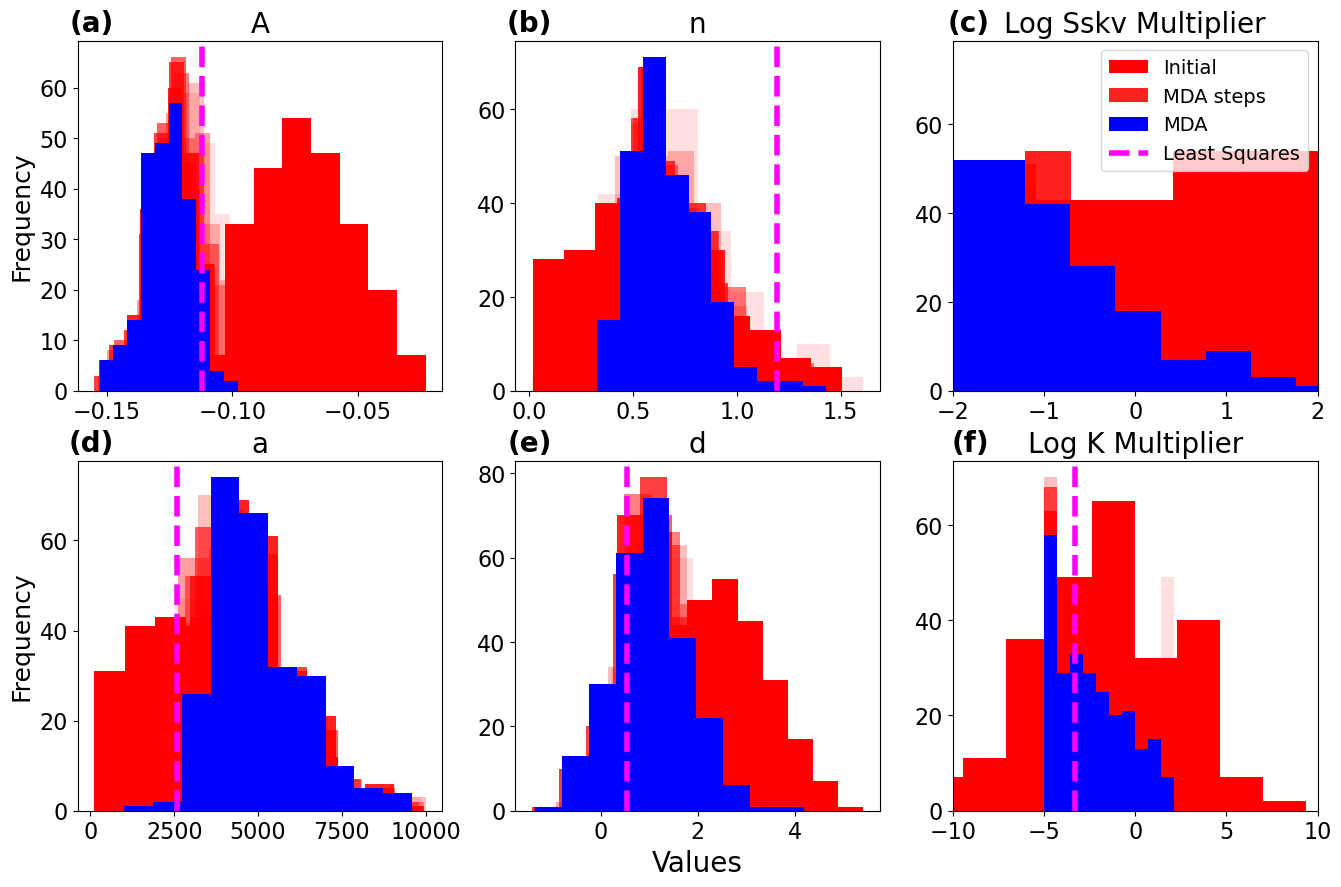 (a) A
(b) n
(c) Log Sskv Multiplier
Frequency
60
50
40
30
20
10
0
−0.15 −0.10 −0.05
60
40
20
0
0.0 0.5 1.0 1.5
60
40
20
0
−2 −1 0 1 2
Initial
MDA steps
MDA
Least Squares
(d) a
(e) d
(f) Log K Multiplier
Frequency
60
40
20
0
0 2500 5000 7500 10000
80
60
40
20
0
0 2 4
60
40
20
0
−10 −5 0 5 10
Values